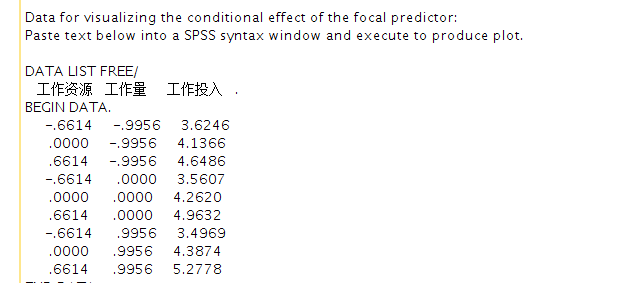 Data for visualizing the conditional effect of the focal predictor:
Paste text below into a SPSS syntax window and execute to produce plot.
DATA LIST FREE/
工作资源 工作量 工作投入 .
BEGIN DATA.
-.6614 -.9956 3.6246
.0000 -.9956 4.1366
.6614 -.9956 4.6486
-.6614 .0000 3.5607
.0000 .0000 4.2620
.6614 .0000 4.9632
-.6614 .9956 3.4969
.0000 .9956 4.3874
.6614 .9956 5.2778